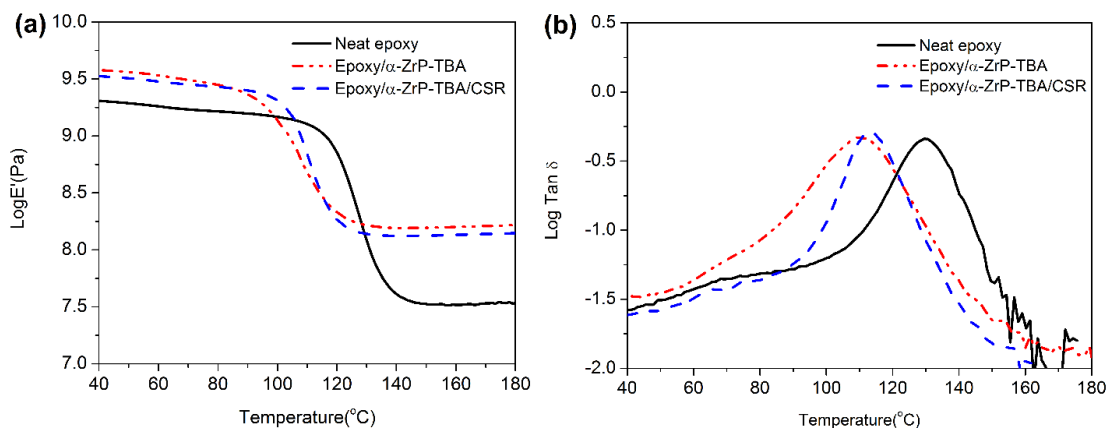 (a)
10.0
9.5
9.0
8.5
8.0
7.5
7.0
LogE'(Pa)
Neat epoxy
Epoxy/α-ZrP-TBA
Epoxy/α-ZrP-TBA/CSR
40 60 80 100 120 140 160 180
Temperature(°C)
(b)
0.5
0.0
-0.5
-1.0
-1.5
-2.0
Log Tan δ
Neat epoxy
Epoxy/α-ZrP-TBA
Epoxy/α-ZrP-TBA/CSR
40 60 80 100 120 140 160 180
Temperature(°C)